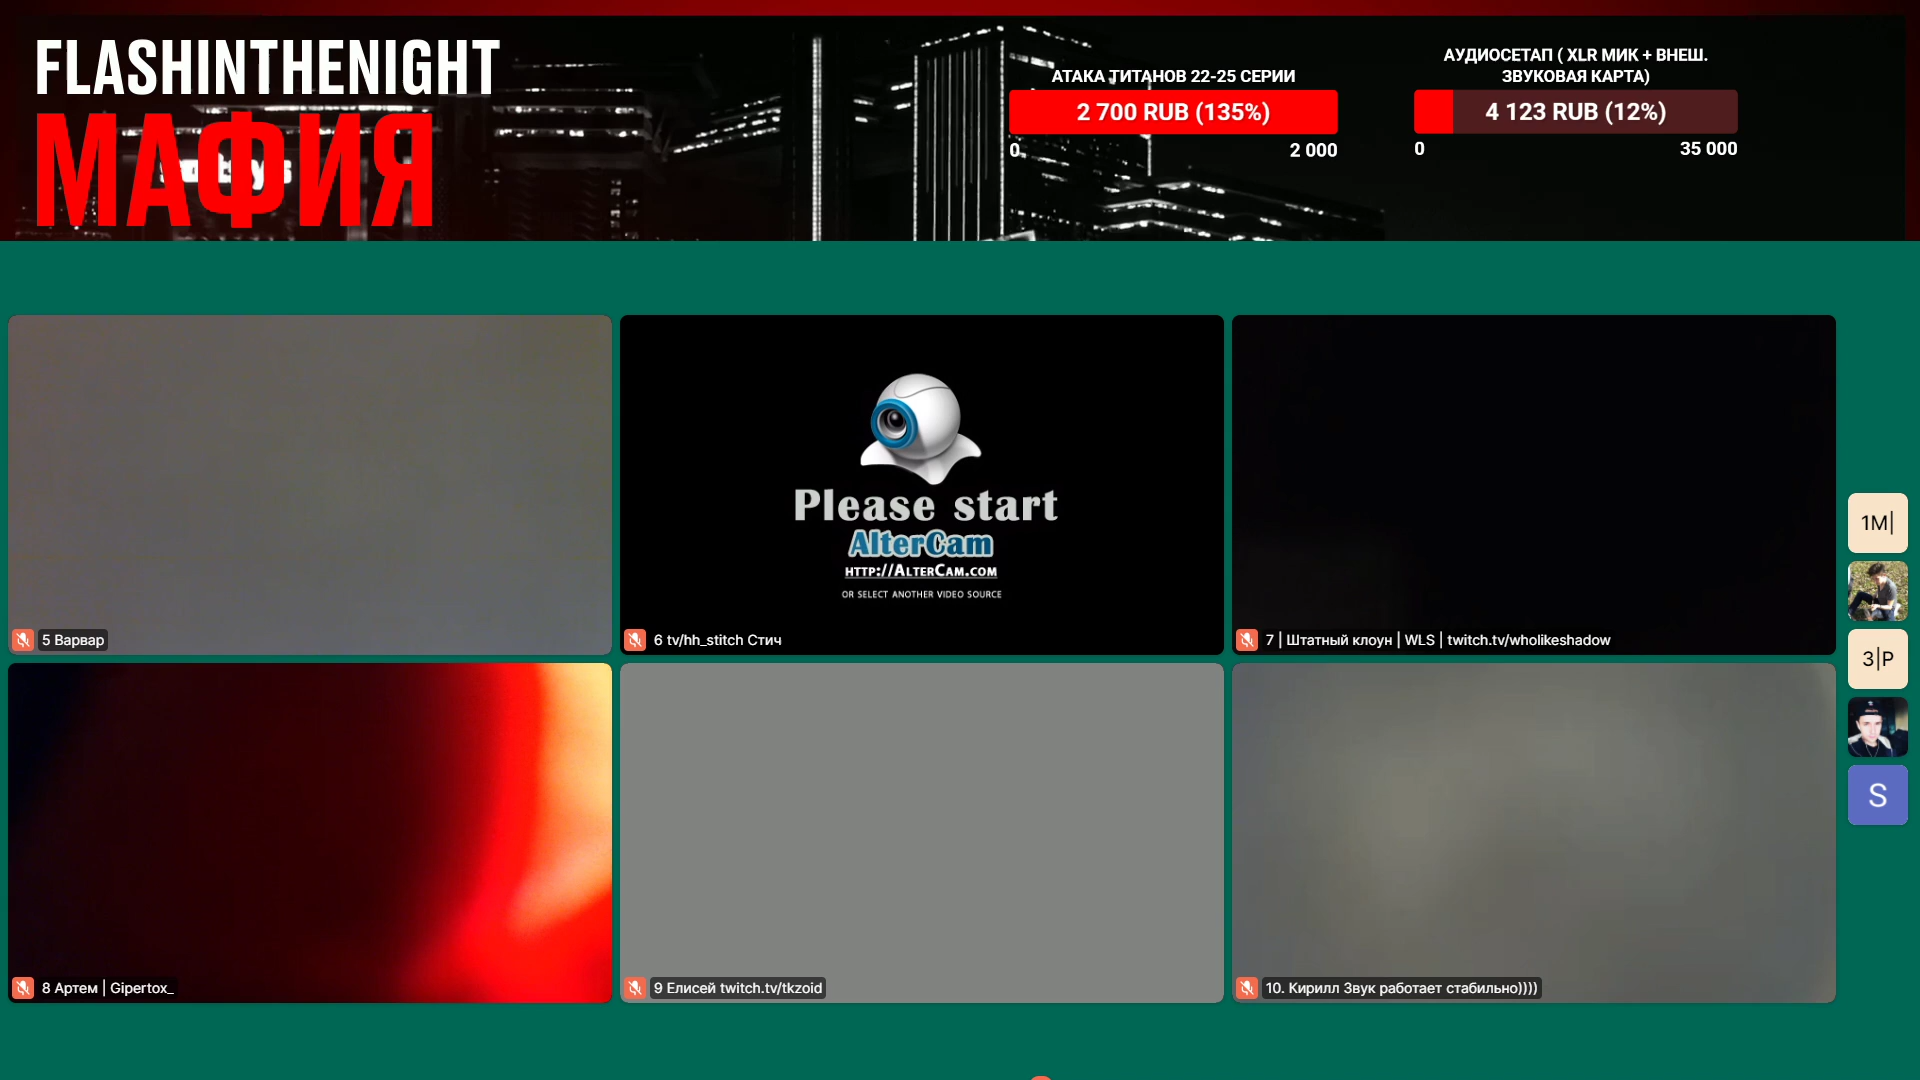 FLASHINTHENIGHT
МАФИЯ
АТАКА ТИТАНОВ 22-25 СЕРИИ
2 700 RUB (135%)
0
2 000
АУДИОСЕТАП ( XLR МИК + ВНЕШ.
ЗВУКОВАЯ КАРТА)
4 123 RUB (12%)
0
35 000
Please start
AlterCam
HTTP://ALTERCAM.COM
OR SELECT ANOTHER VIDEO SOURCE
5 Варвар
6 tv/hh_stitch Стич
7 | Штатный клоун | WLS | twitch.tv/wholikeshadow
8 Артем | Gipertox_
9 Елисей twitch.tv/tkzoid
10. Кирилл Звук работает стабильно))))
1М|
3|Р
S